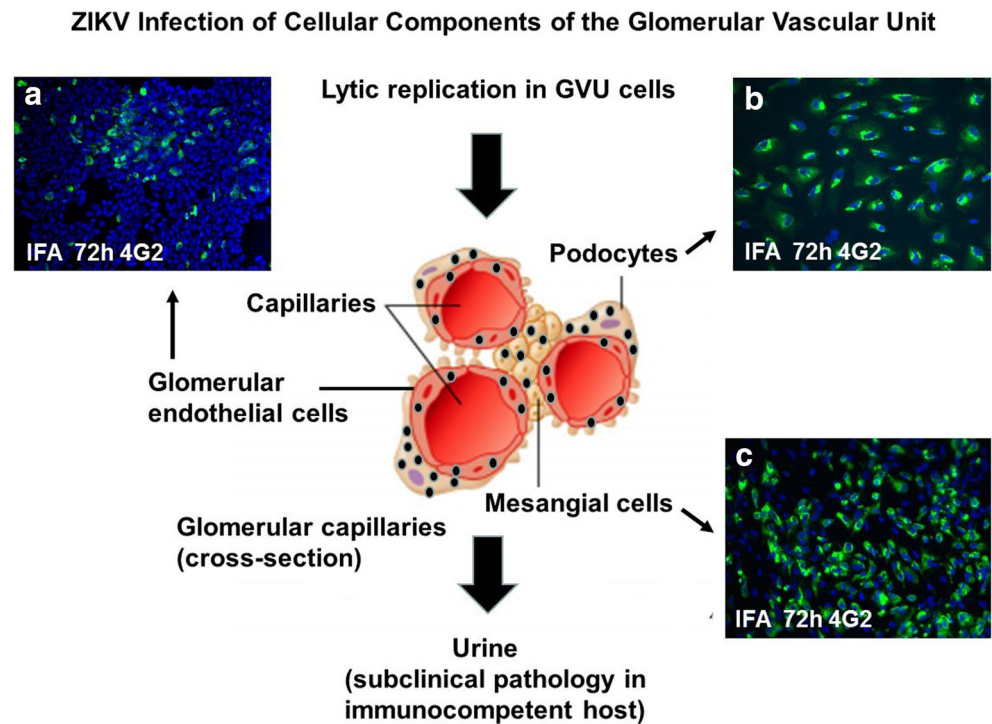 ZIKV Infection of Cellular Components of the Glomerular Vascular Unit
a
IFA 72h 4G2
Lytic replication in GVU cells
b
IFA 72h 4G2
Podocytes
Capillaries
Glomerular
endothelial cells
Mesangial cells
c
IFA 72h 4G2
Glomerular capillaries
(cross-section)
Urine
(subclinical pathology in
immunocompetent host)